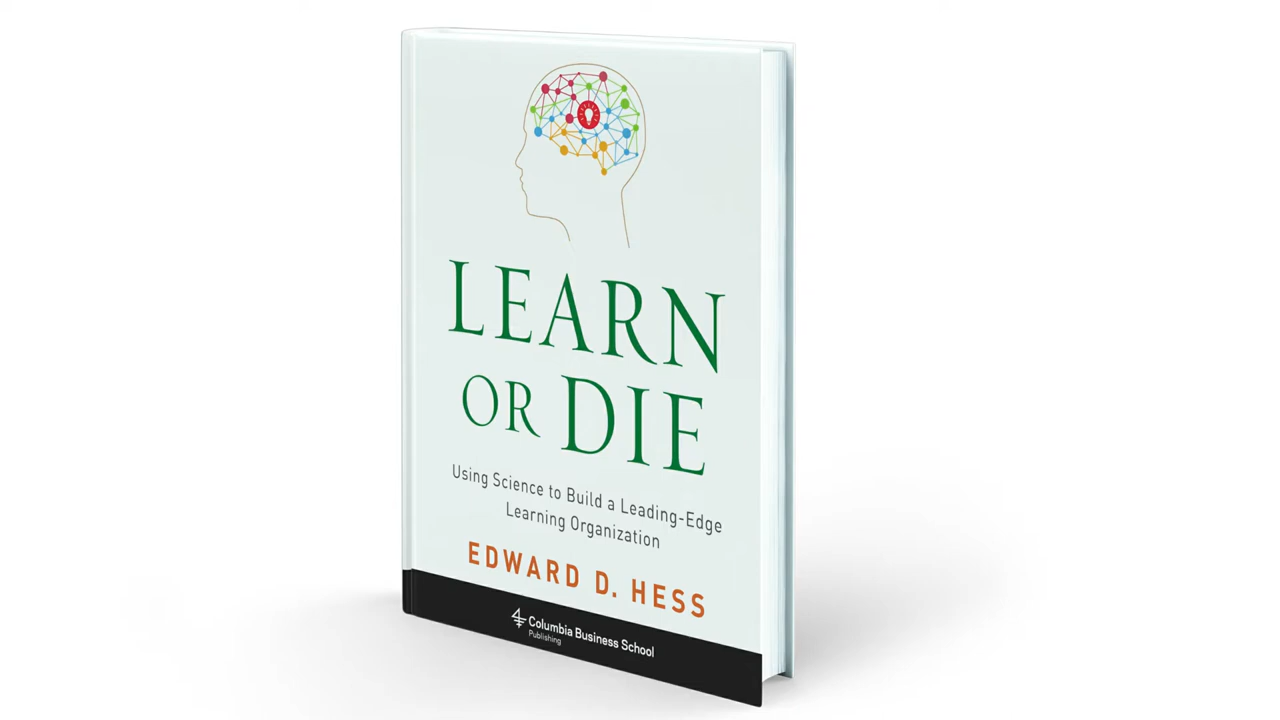 LEARN
OR DIE
Using Science to Build a Leading-Edge
Learning Organization
EDWARD D. HESS
Columbia Business School
Publishing